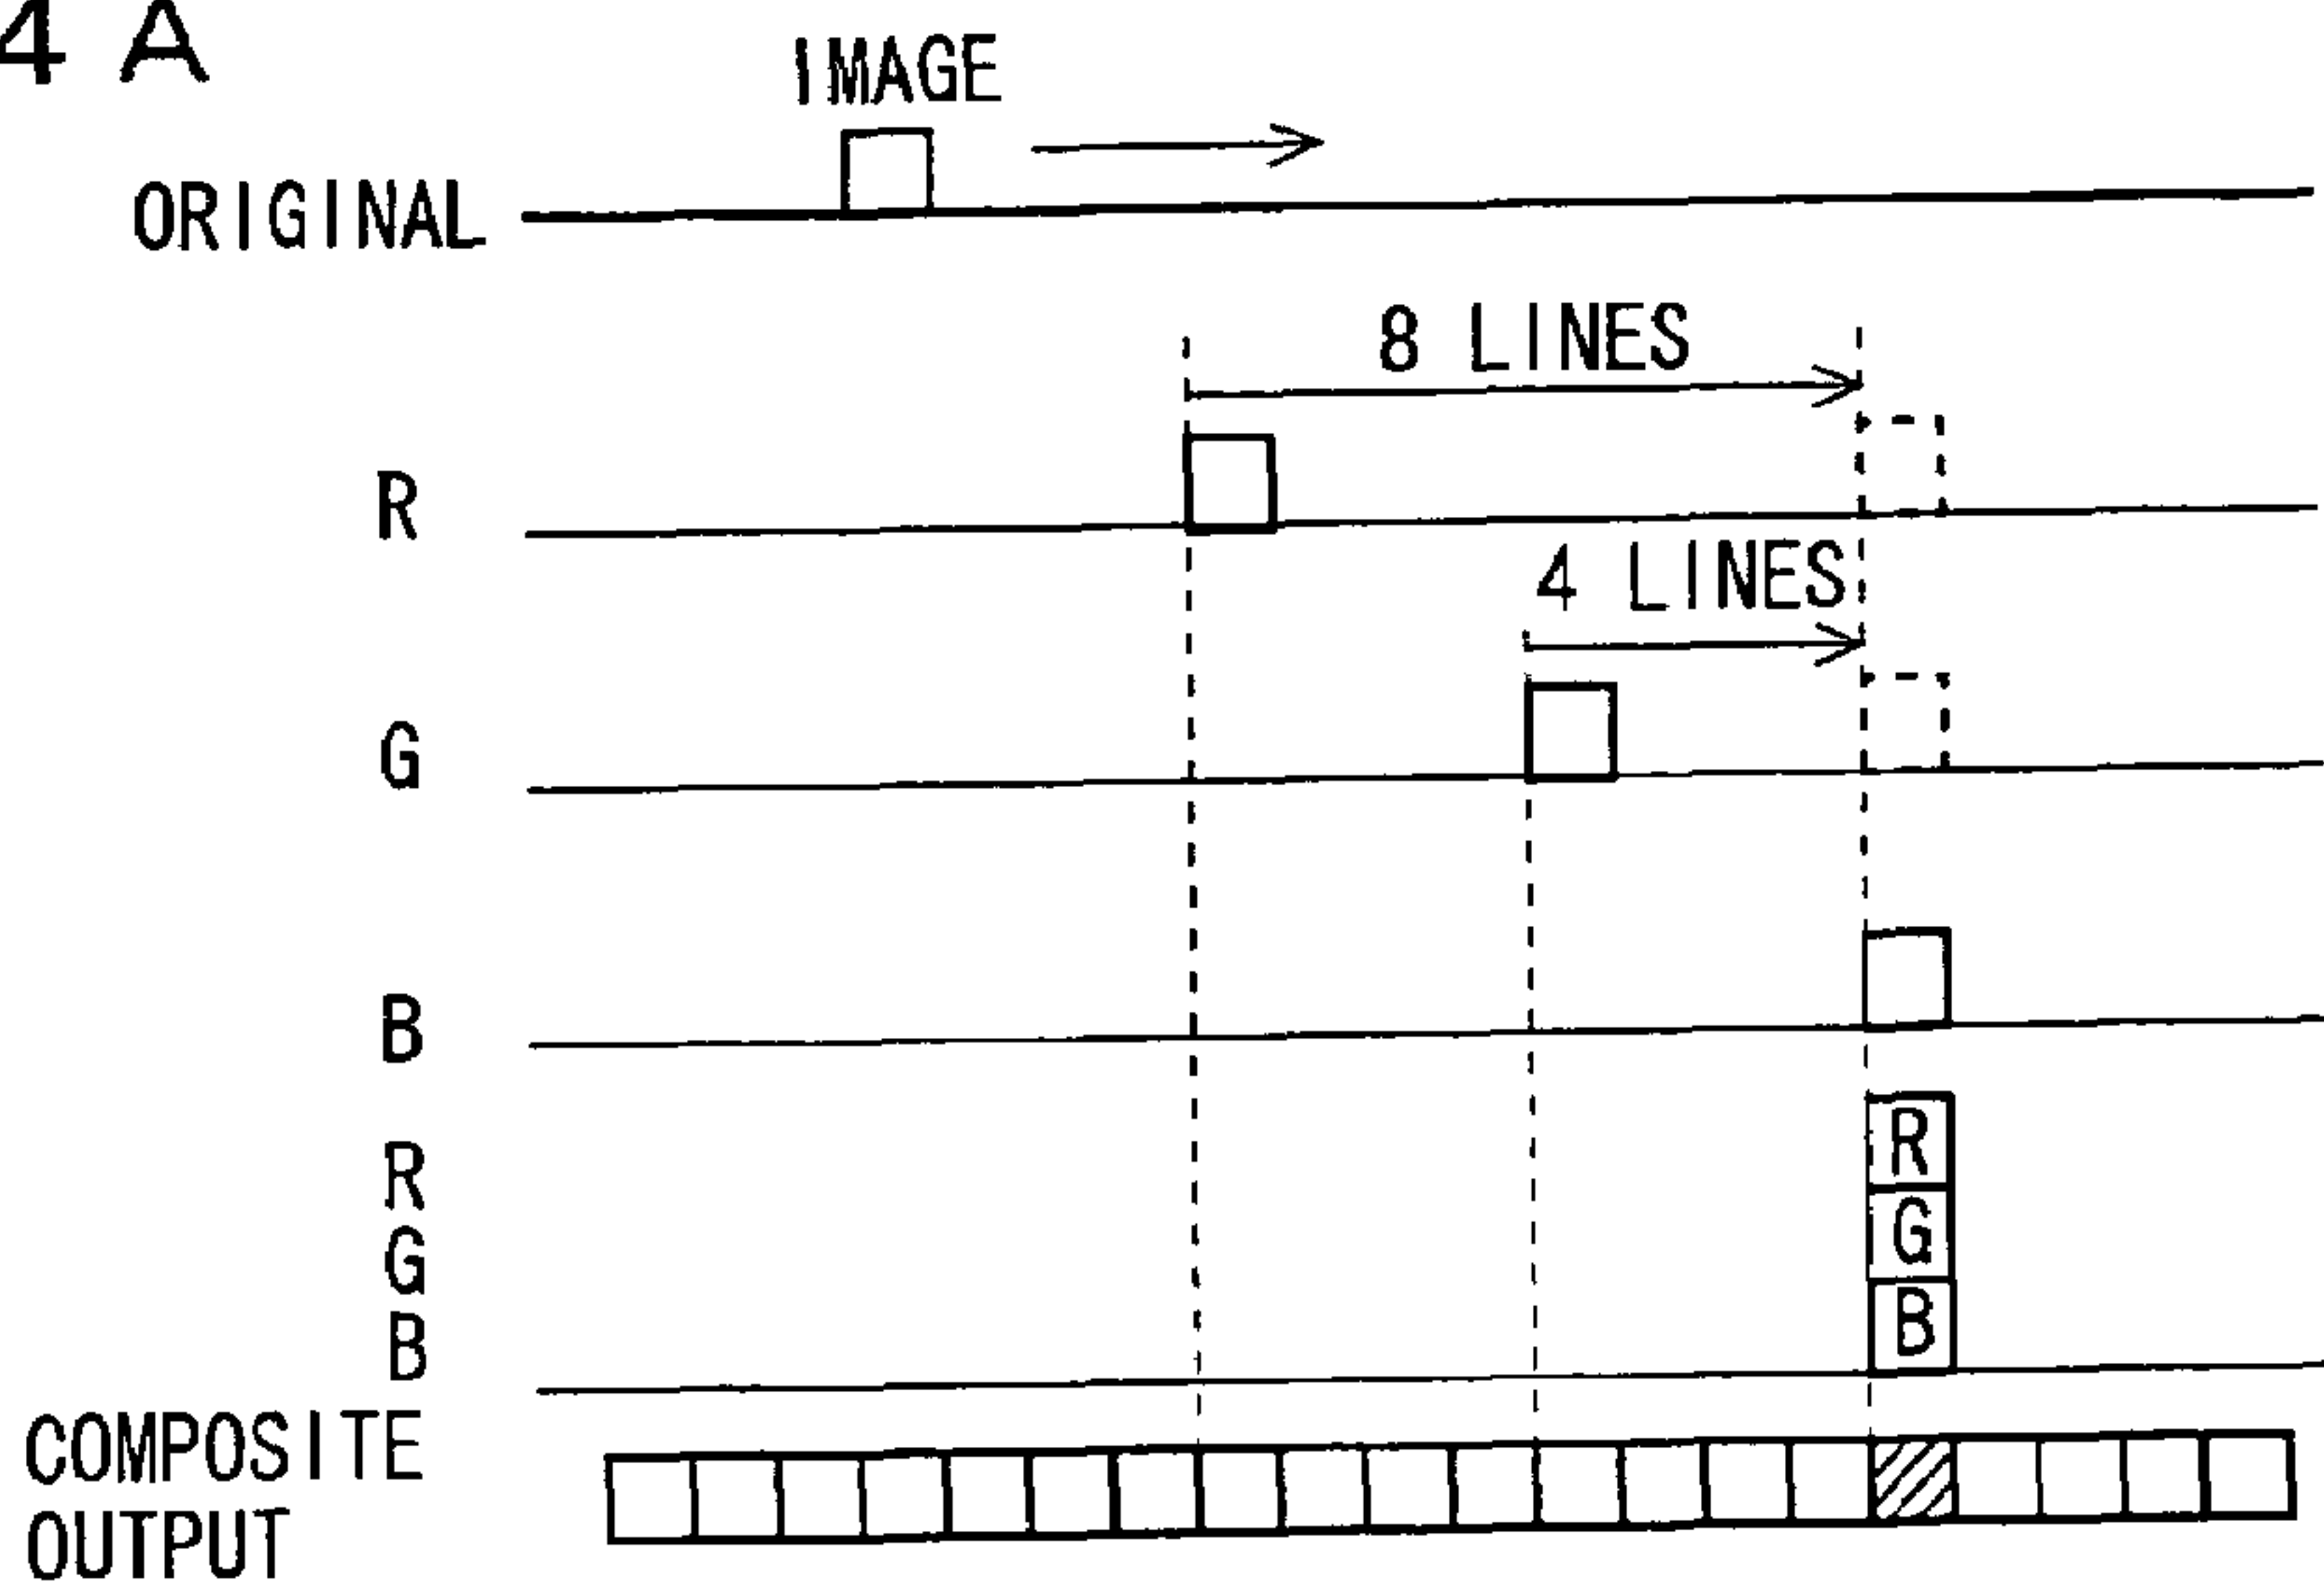 4 A
IMAGE
ORIGINAL
8 LINES
R
4 LINES
G
B
R
R
G
G
B
B
COMPOSITE
OUTPUT